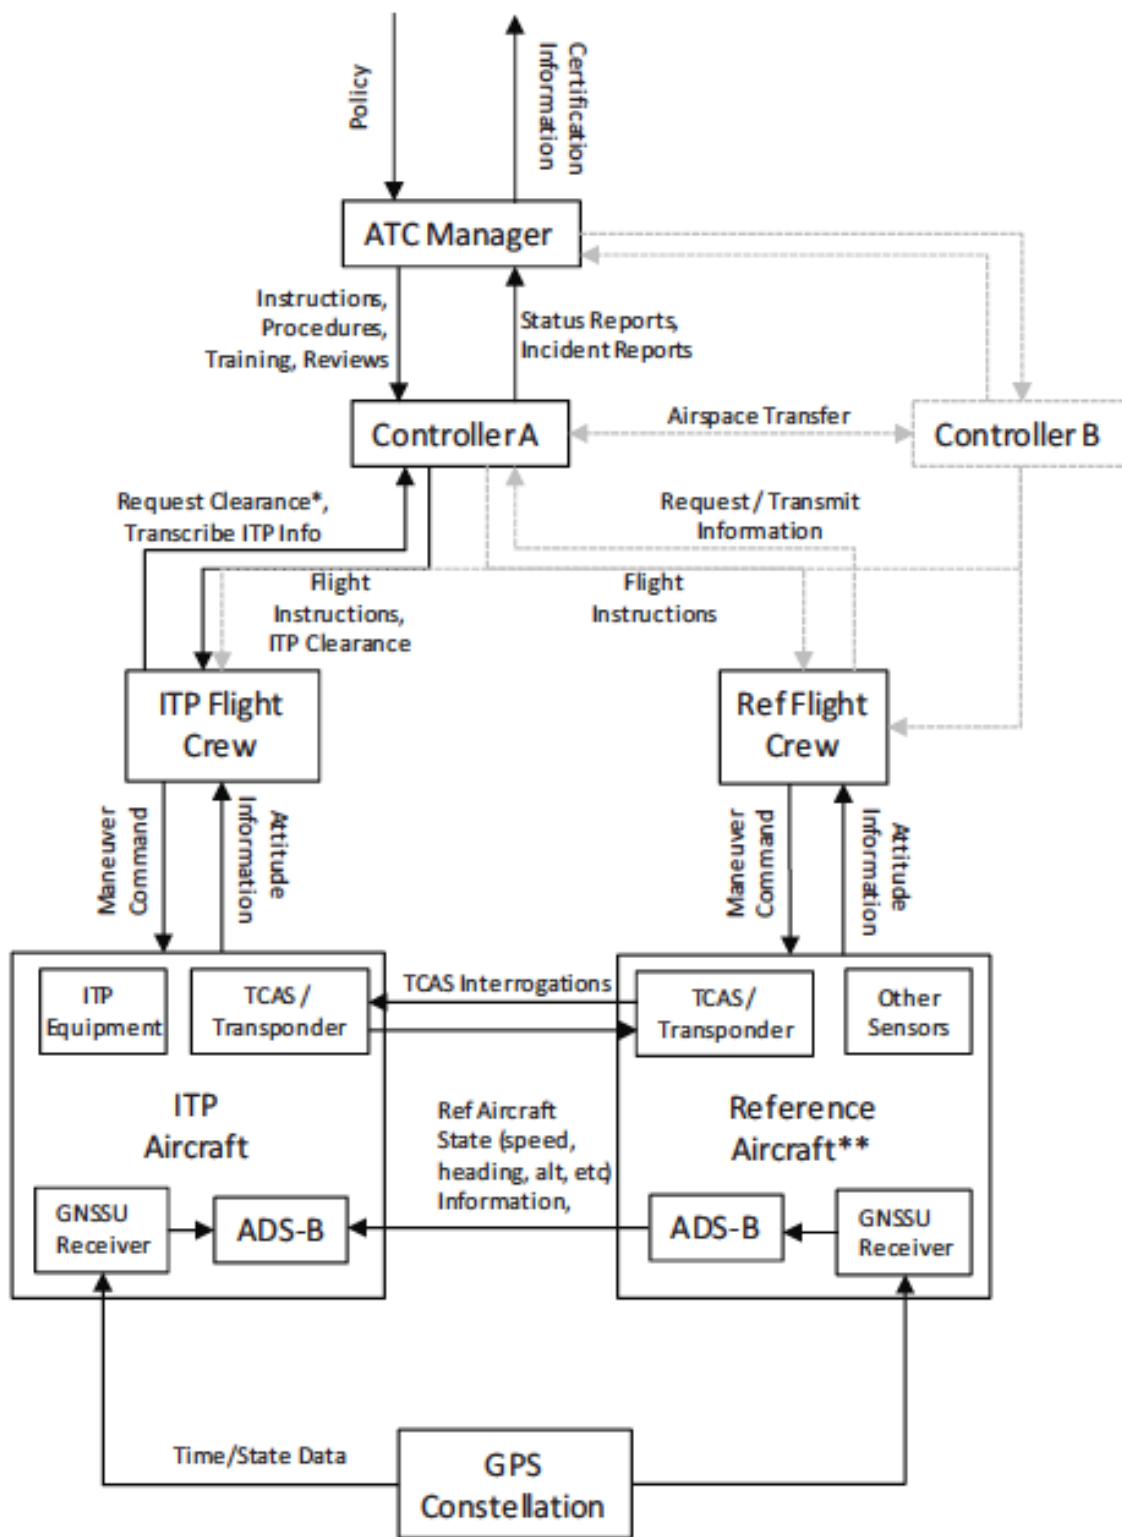 Policy
Certification
Information
ATC Manager
Instructions,
Procedures,
Training, Reviews
Status Reports,
Incident Reports
Controller A
Airspace Transfer
Controller B
Request Clearance*,
Transcribe ITP Info
Request / Transmit
Information
Flight
Instructions,
ITP Clearance
Flight
Instructions
ITP Flight
Crew
Ref Flight
Crew
Maneuver
Command
Attitude
Information
Maneuver
Command
Attitude
Information
ITP
Equipment
TCAS /
Transponder
TCAS Interrogations
TCAS /
Transponder
Other
Sensors
ITP
Aircraft
Ref Aircraft
State (speed,
heading, alt, etc)
Information,
Reference
Aircraft**
GNSSU
Receiver
ADS-B
ADS-B
GNSSU
Receiver
Time/State Data
GPS
Constellation